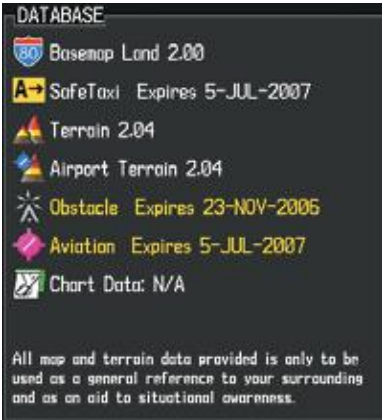 DATABASE
80 Basemap Land 2.00
A→ SafeTaxi Expires 5-JUL-2007
Terrain 2.04
Airport Terrain 2.04
Obstacle Expires 23-NOV-2006
Aviation Expires 5-JUL-2007
Chart Data: N/A
All map and terrain data provided is only to be
used as a general reference to your surrounding
and as an aid to situational awareness.